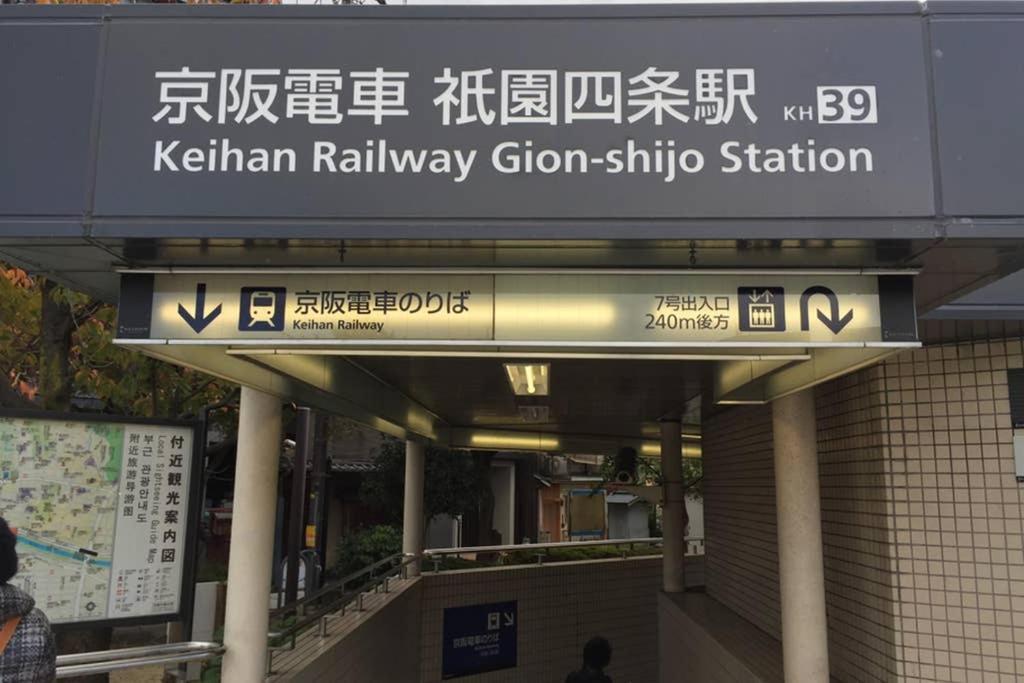 京阪電車 祇園四条駅 KH 39
Keihan Railway Gion-shijo Station
京阪電車のりば
Keihan Railway
7号出入口
240m後方
付近観光案内図
Local Sightseeing Guide Map
부근 관광안내도
附近旅游导游图
京阪電車のりば